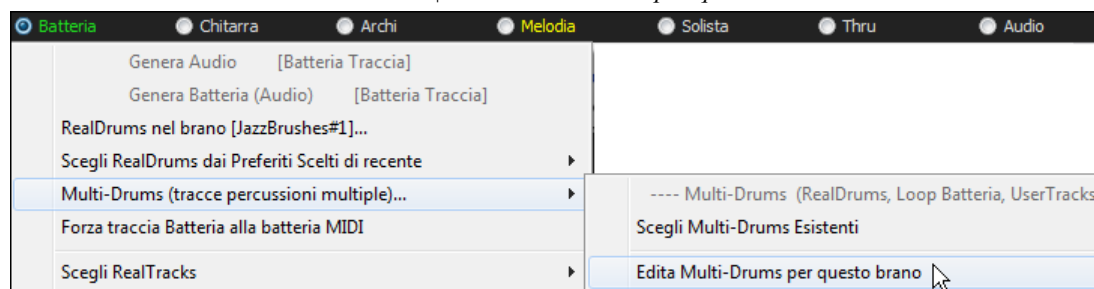 Batteria Chitarra Archi Melodia Solista Thru Audio
Genera Audio [Batteria Traccia]
Genera Batteria (Audio) [Batteria Traccia]
RealDrums nel brano [JazzBrushes#1]...
Scegli RealDrums dai Preferiti Scelti di recente
Multi-Drums (tracce percussioni multiple)...
---- Multi-Drums (RealDrums, Loop Batteria, UserTracks
Forza traccia Batteria alla batteria MIDI
Scegli Multi-Drums Esistenti
Scegli RealTracks
Edita Multi-Drums per questo brano